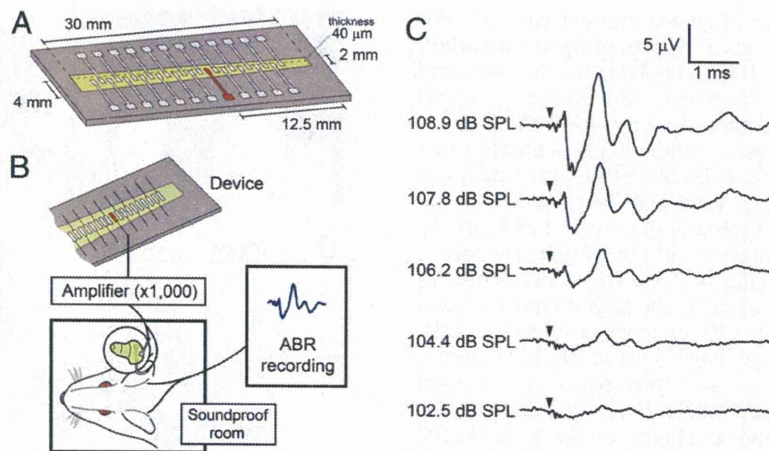 A
30 mm
thickness
40 μm
2 mm
4 mm
12.5 mm
B
Device
Amplifier (x1,000)
ABR
recording
Soundproof
room
C
5 μV
1 ms
108.9 dB SPL
107.8 dB SPL
106.2 dB SPL
104.4 dB SPL
102.5 dB SPL